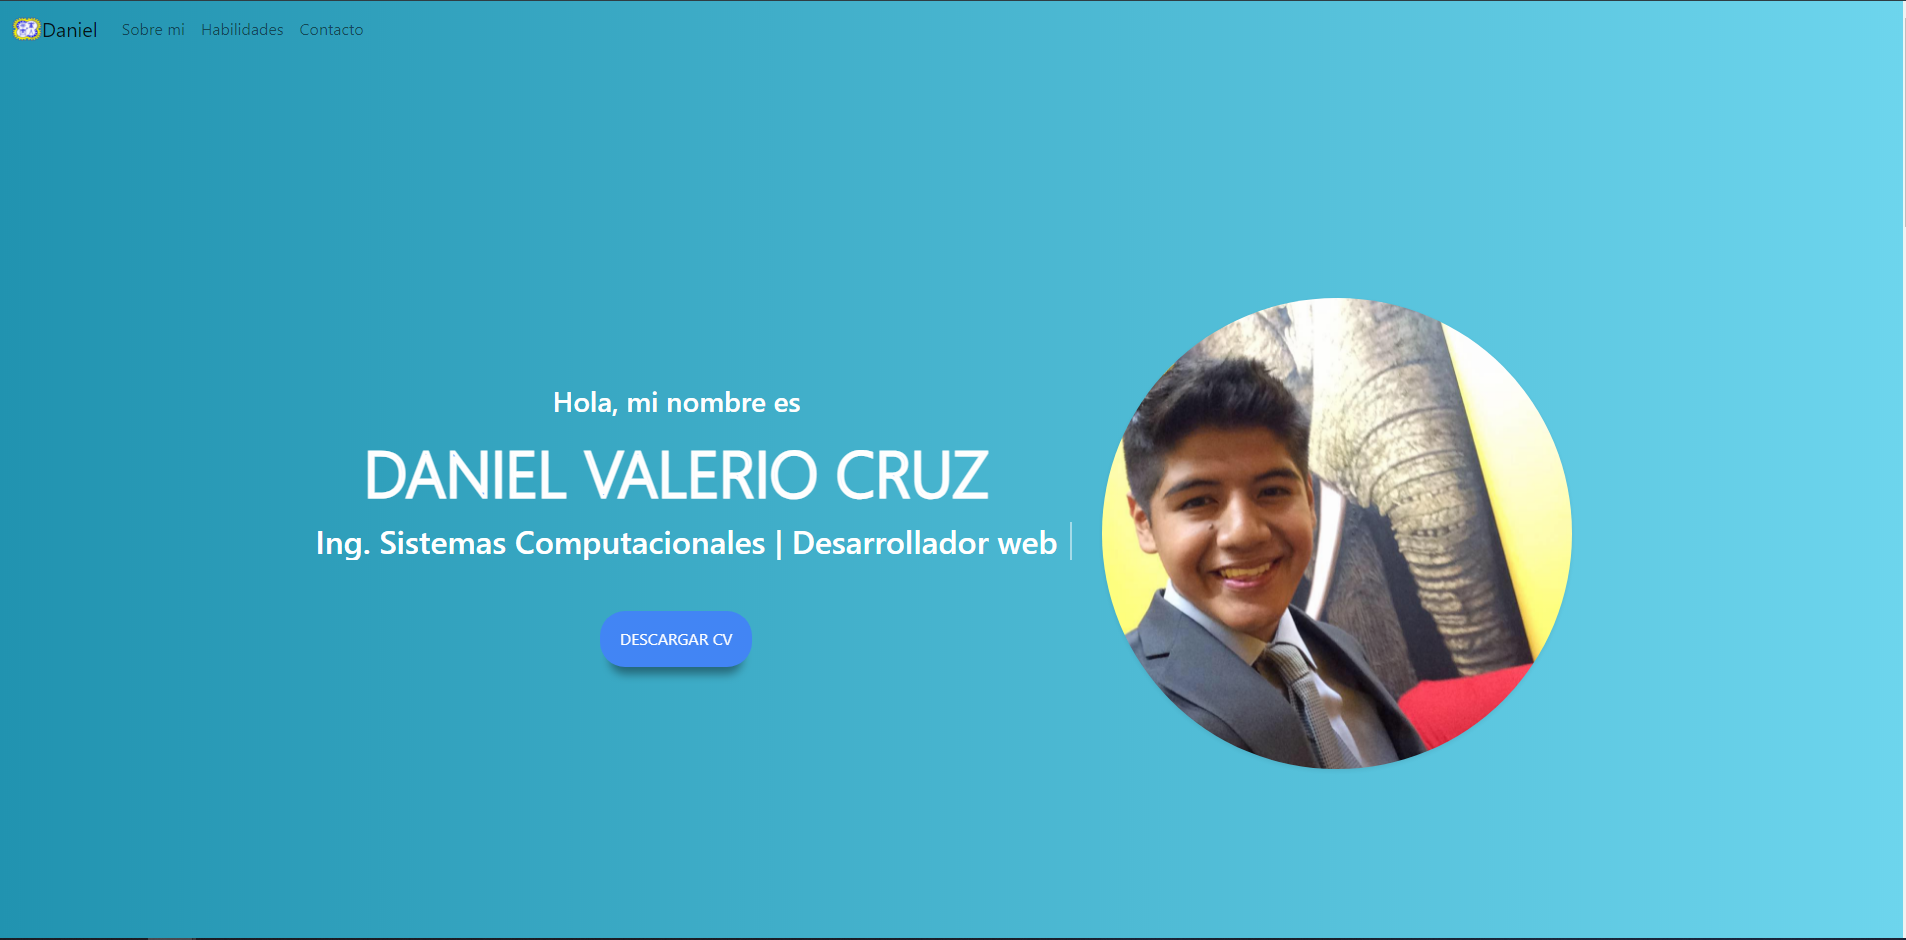 Daniel Sobre mi Habilidades Contacto
Hola, mi nombre es
DANIEL VALERIO CRUZ
Ing. Sistemas Computacionales | Desarrollador web
DESCARGAR CV